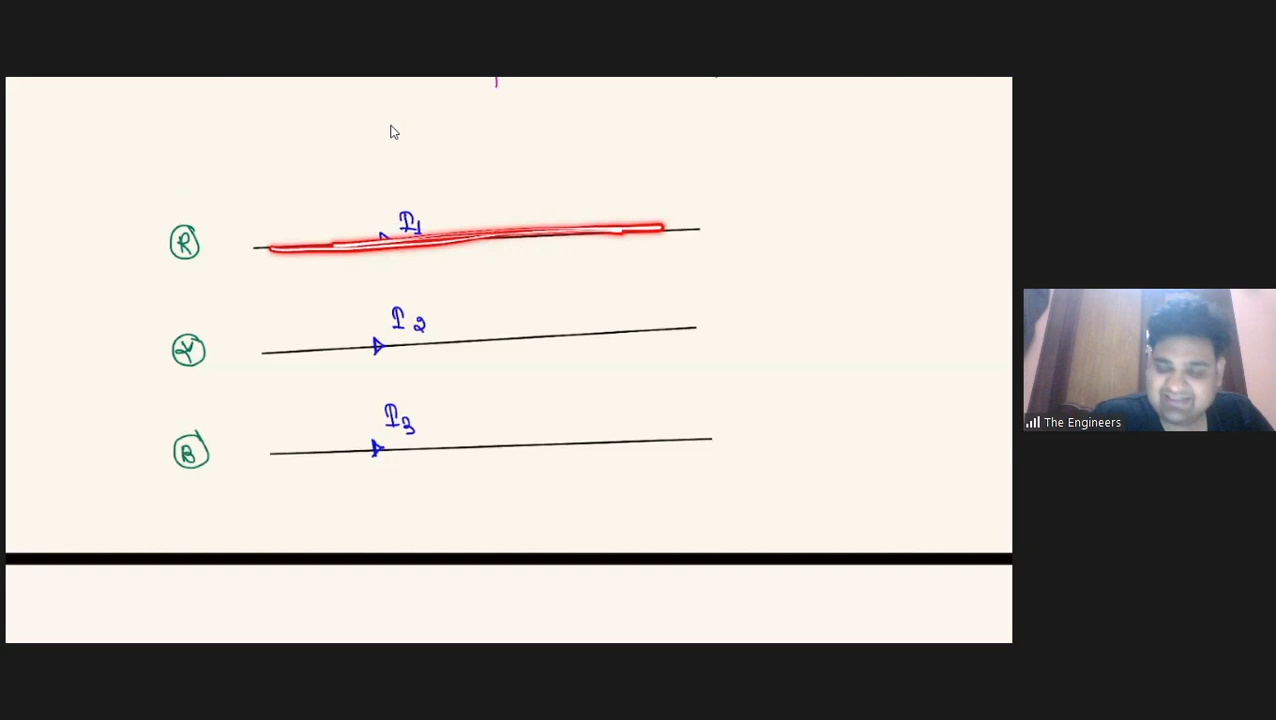 I1
R
I2
Y
I3
B
The Engineers